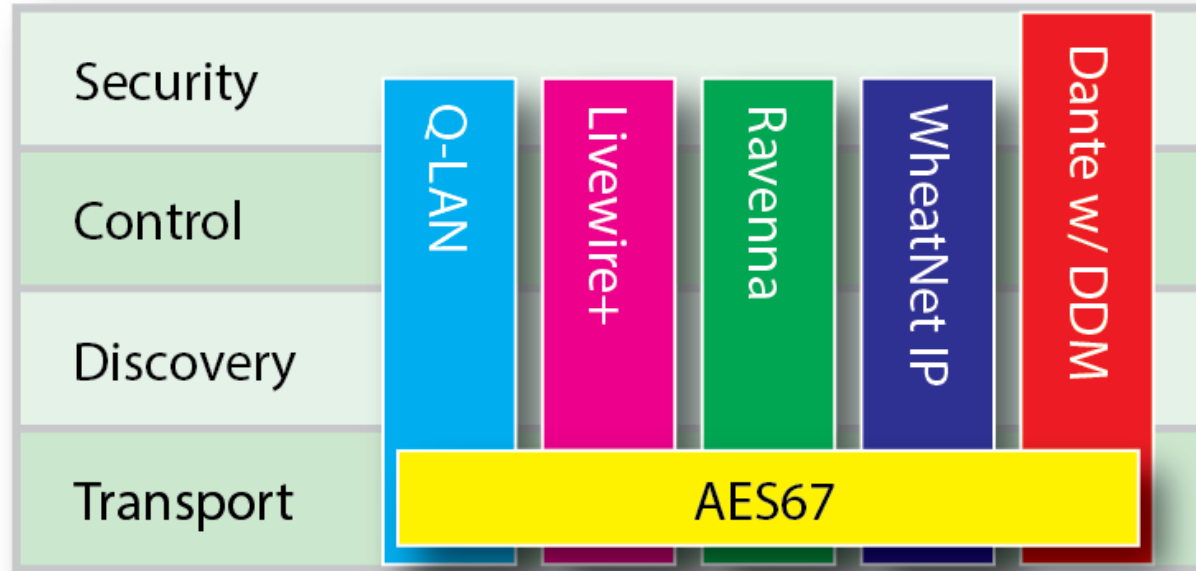 Security
Control
Discovery
Transport
Q-LAN
Livewire+
Ravenna
WheatNet IP
Dante w/ DDM
AES67